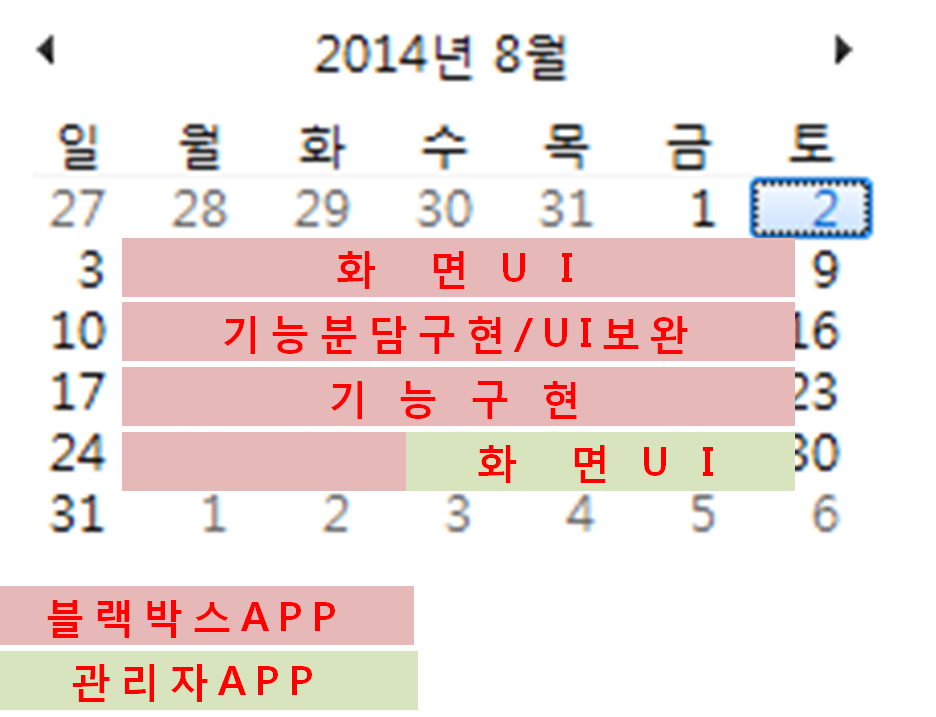 2014년 8월
일 월 화 수 목 금 토
27 28 29 30 31 1 2
3 화 면 U I 9
10 기능분담구현/UI보완 16
17 기 능 구 현 23
24 화 면 U I 30
31 1 2 3 4 5 6
블랙박스APP
관리자APP